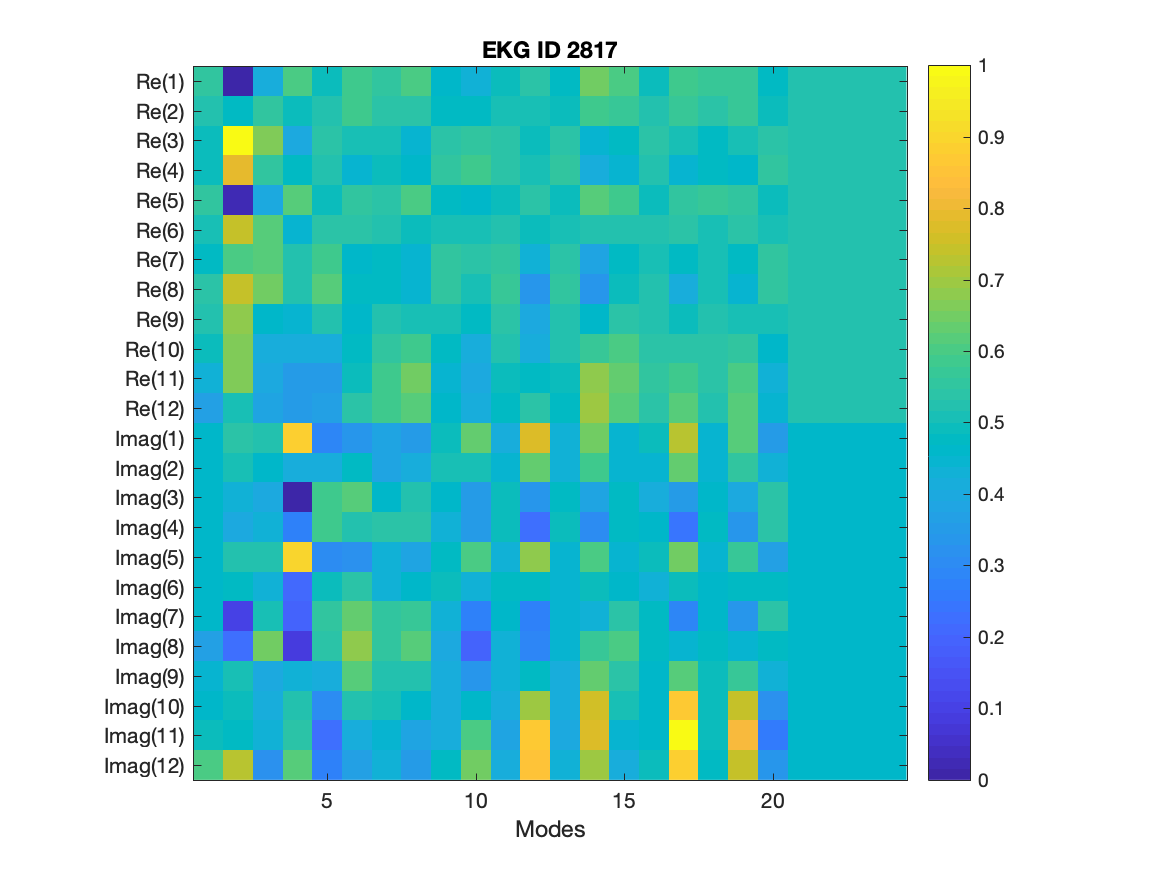 EKG ID 2817
Re(1)
Re(2)
Re(3)
Re(4)
Re(5)
Re(6)
Re(7)
Re(8)
Re(9)
Re(10)
Re(11)
Re(12)
Imag(1)
Imag(2)
Imag(3)
Imag(4)
Imag(5)
Imag(6)
Imag(7)
Imag(8)
Imag(9)
Imag(10)
Imag(11)
Imag(12)
5 10 15 20
Modes
1
0.9
0.8
0.7
0.6
0.5
0.4
0.3
0.2
0.1
0